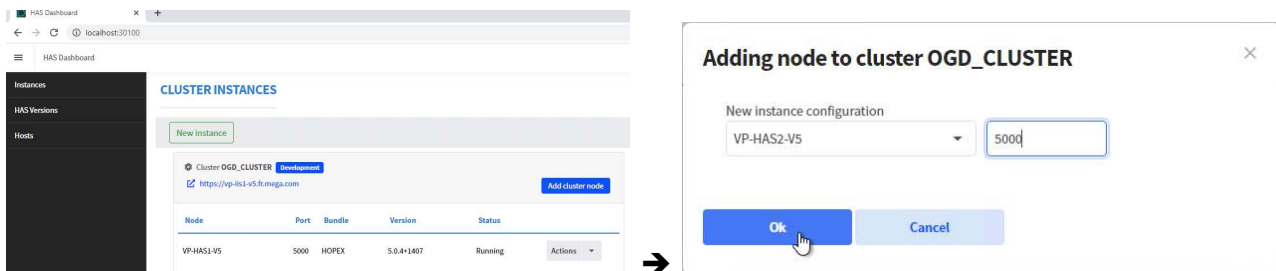 HAS Dashboard
localhost:30100
HAS Dashboard
Instances
HAS Versions
Hosts
CLUSTER INSTANCES
New instance
Cluster OGD_CLUSTER Development
https://vp-iis1-v5.fr.mega.com
Add cluster node
Node Port Bundle Version Status
VP-HAS1-V5 5000 HOPEX 5.0.4+1407 Running Actions
Adding node to cluster OGD_CLUSTER
New instance configuration
VP-HAS2-V5 5000
Ok Cancel